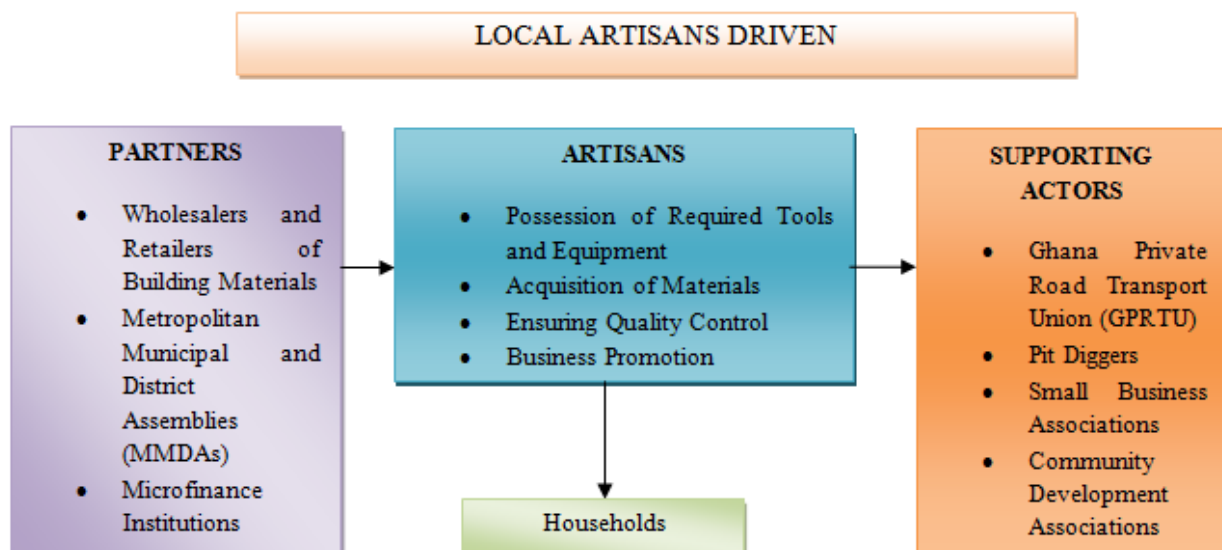 LOCAL ARTISANS DRIVEN
PARTNERS
• Wholesalers and
Retailers of
Building Materials
• Metropolitan
Municipal and
District
Assemblies
(MMDAs)
• Microfinance
Institutions
ARTISANS
• Possession of Required Tools
and Equipment
• Acquisition of Materials
• Ensuring Quality Control
• Business Promotion
SUPPORTING
ACTORS
• Ghana Private
Road Transport
Union (GPRTU)
• Pit Diggers
• Small Business
Associations
• Community
Development
Associations
Households